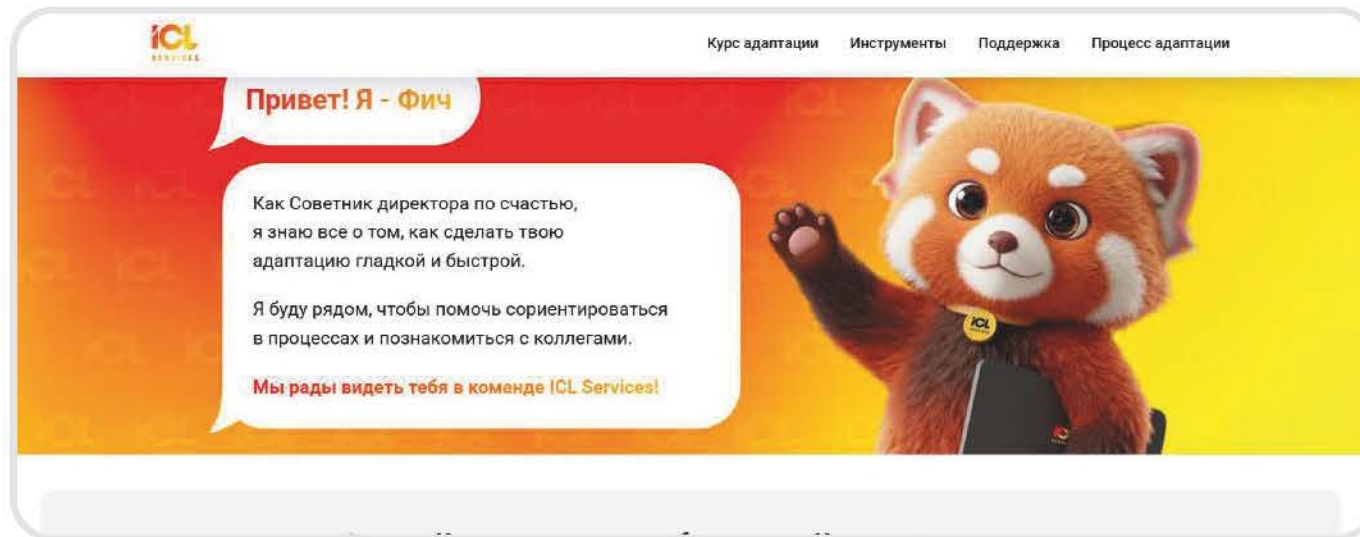 ICL
SERVICES
Курс адаптации Инструменты Поддержка Процесс адаптации
Привет! Я - Фич
Как Советник директора по счастью,
я знаю все о том, как сделать твою
адаптацию гладкой и быстрой.
Я буду рядом, чтобы помочь сориентироваться
в процессах и познакомиться с коллегами.
Мы рады видеть тебя в команде ICL Services!
ICL